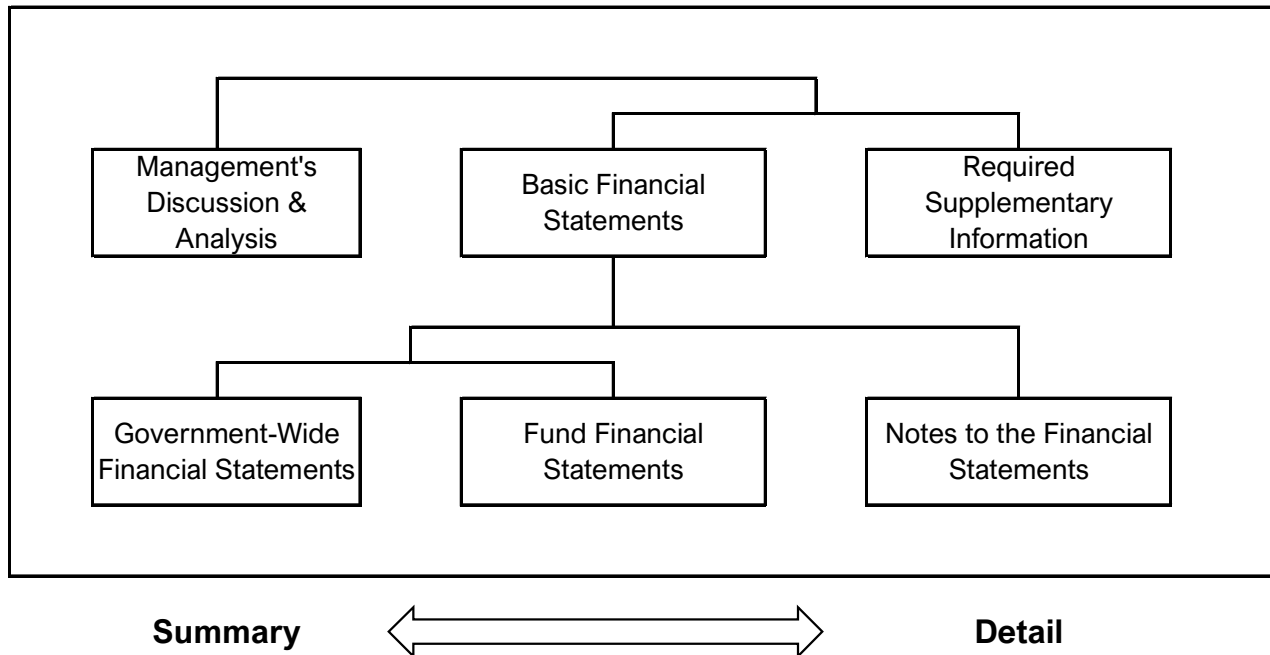 Management's
Discussion &
Analysis
Basic Financial
Statements
Required
Supplementary
Information
Government-Wide
Financial Statements
Fund Financial
Statements
Notes to the Financial
Statements
Summary
Detail